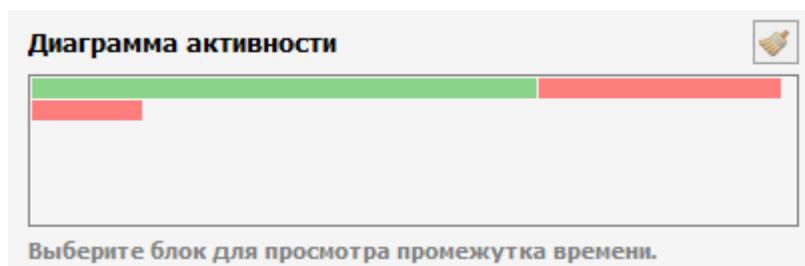 Диаграмма активности
Выберите блок для просмотра промежутка времени.